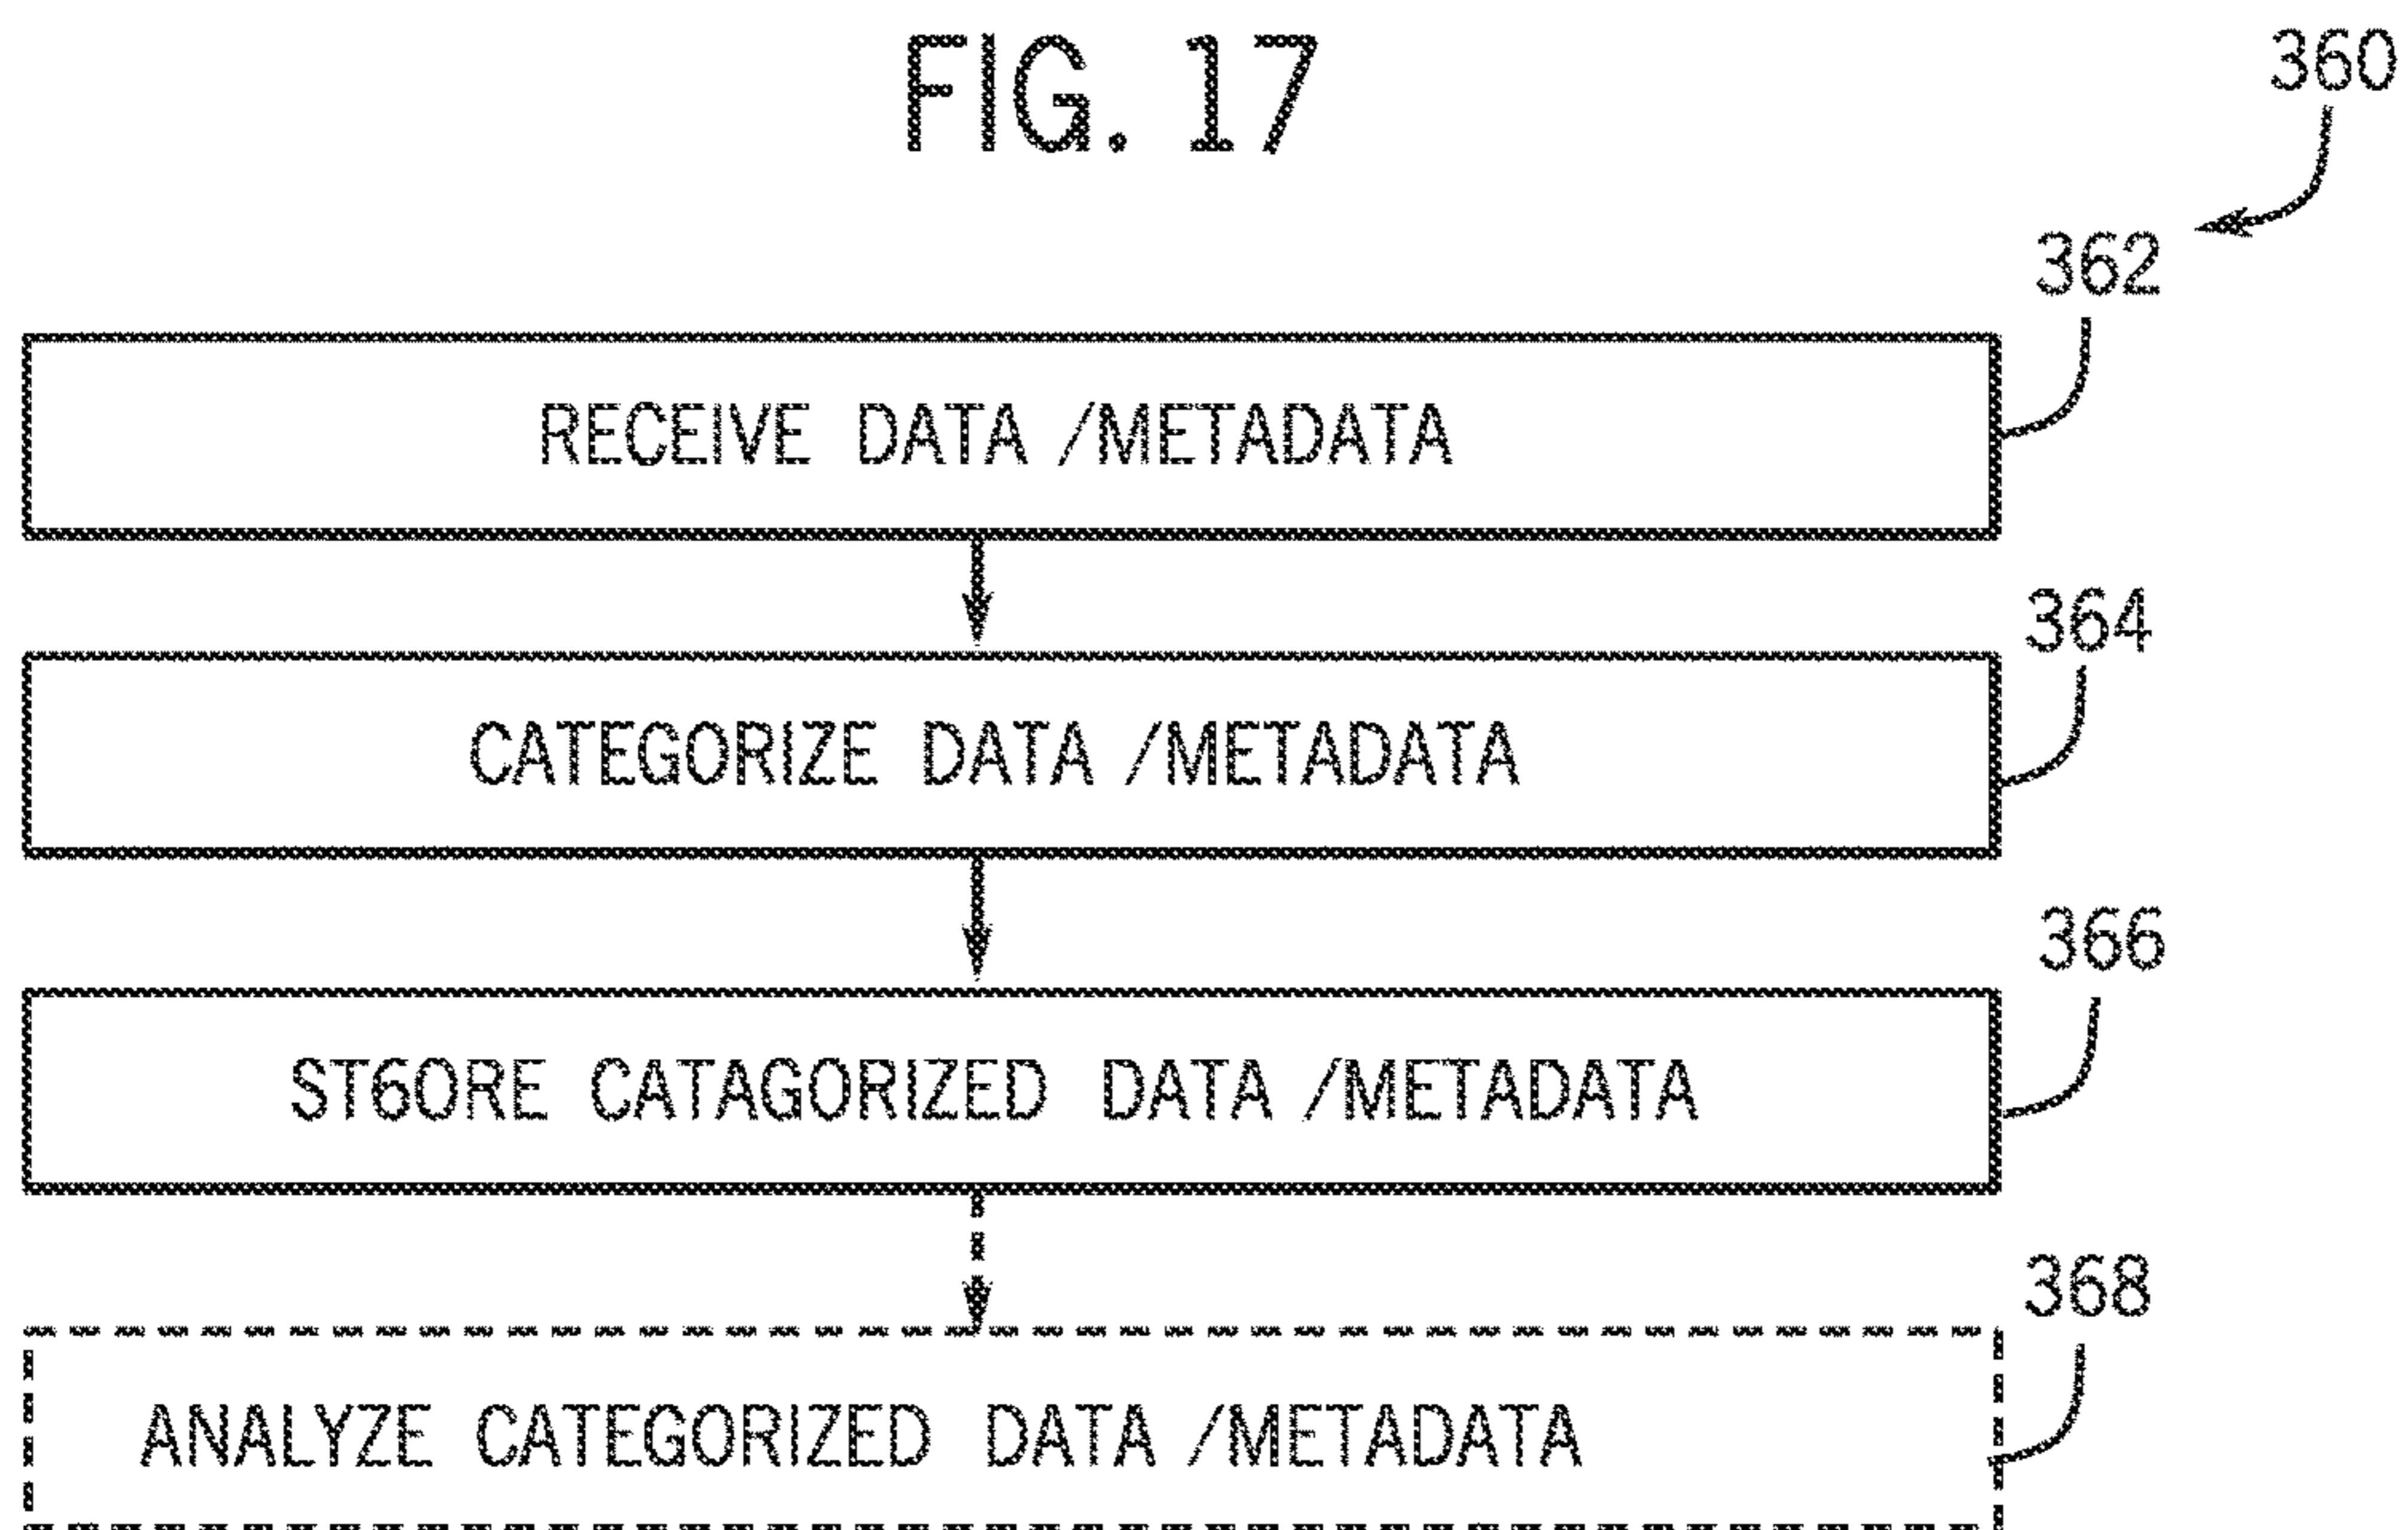 FIG. 17
360
362
RECEIVE DATA /METADATA
364
CATEGORIZE DATA /METADATA
366
ST6ORE CATAGORIZED DATA /METADATA
368
ANALYZE CATEGORIZED DATA /METADATA